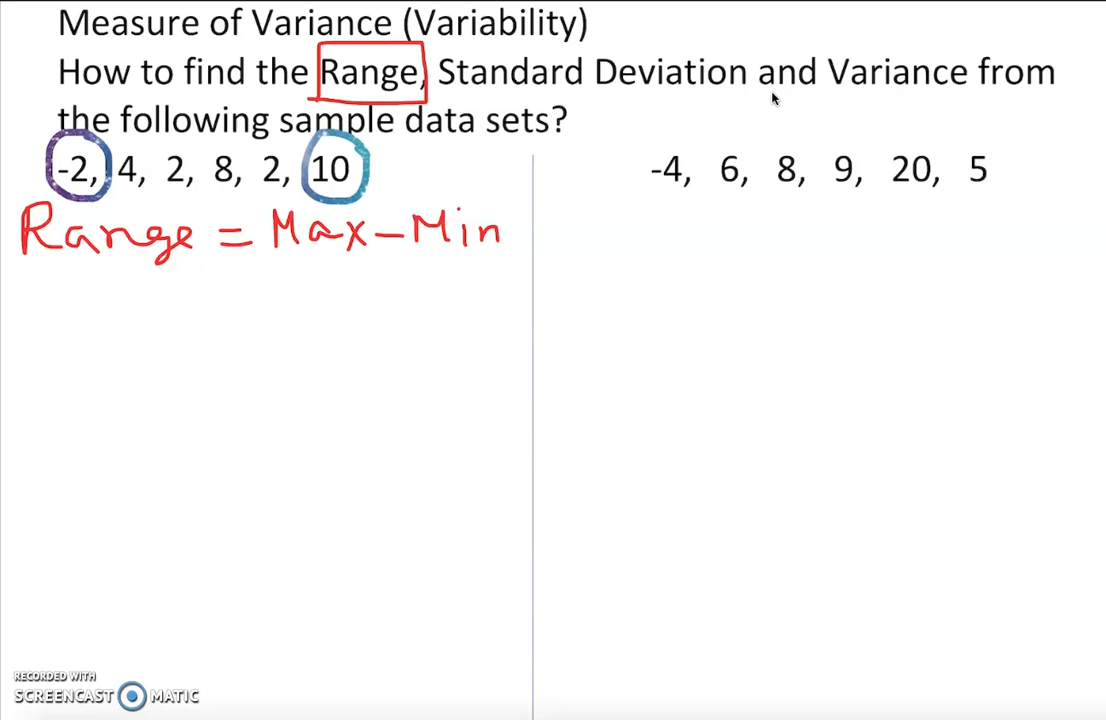 Measure of Variance (Variability)
How to find the Range, Standard Deviation and Variance from
the following sample data sets?
-2, 4, 2, 8, 2, 10
-4, 6, 8, 9, 20, 5
Range = Max-Min
RECORDED WITH
SCREENCAST MATIC